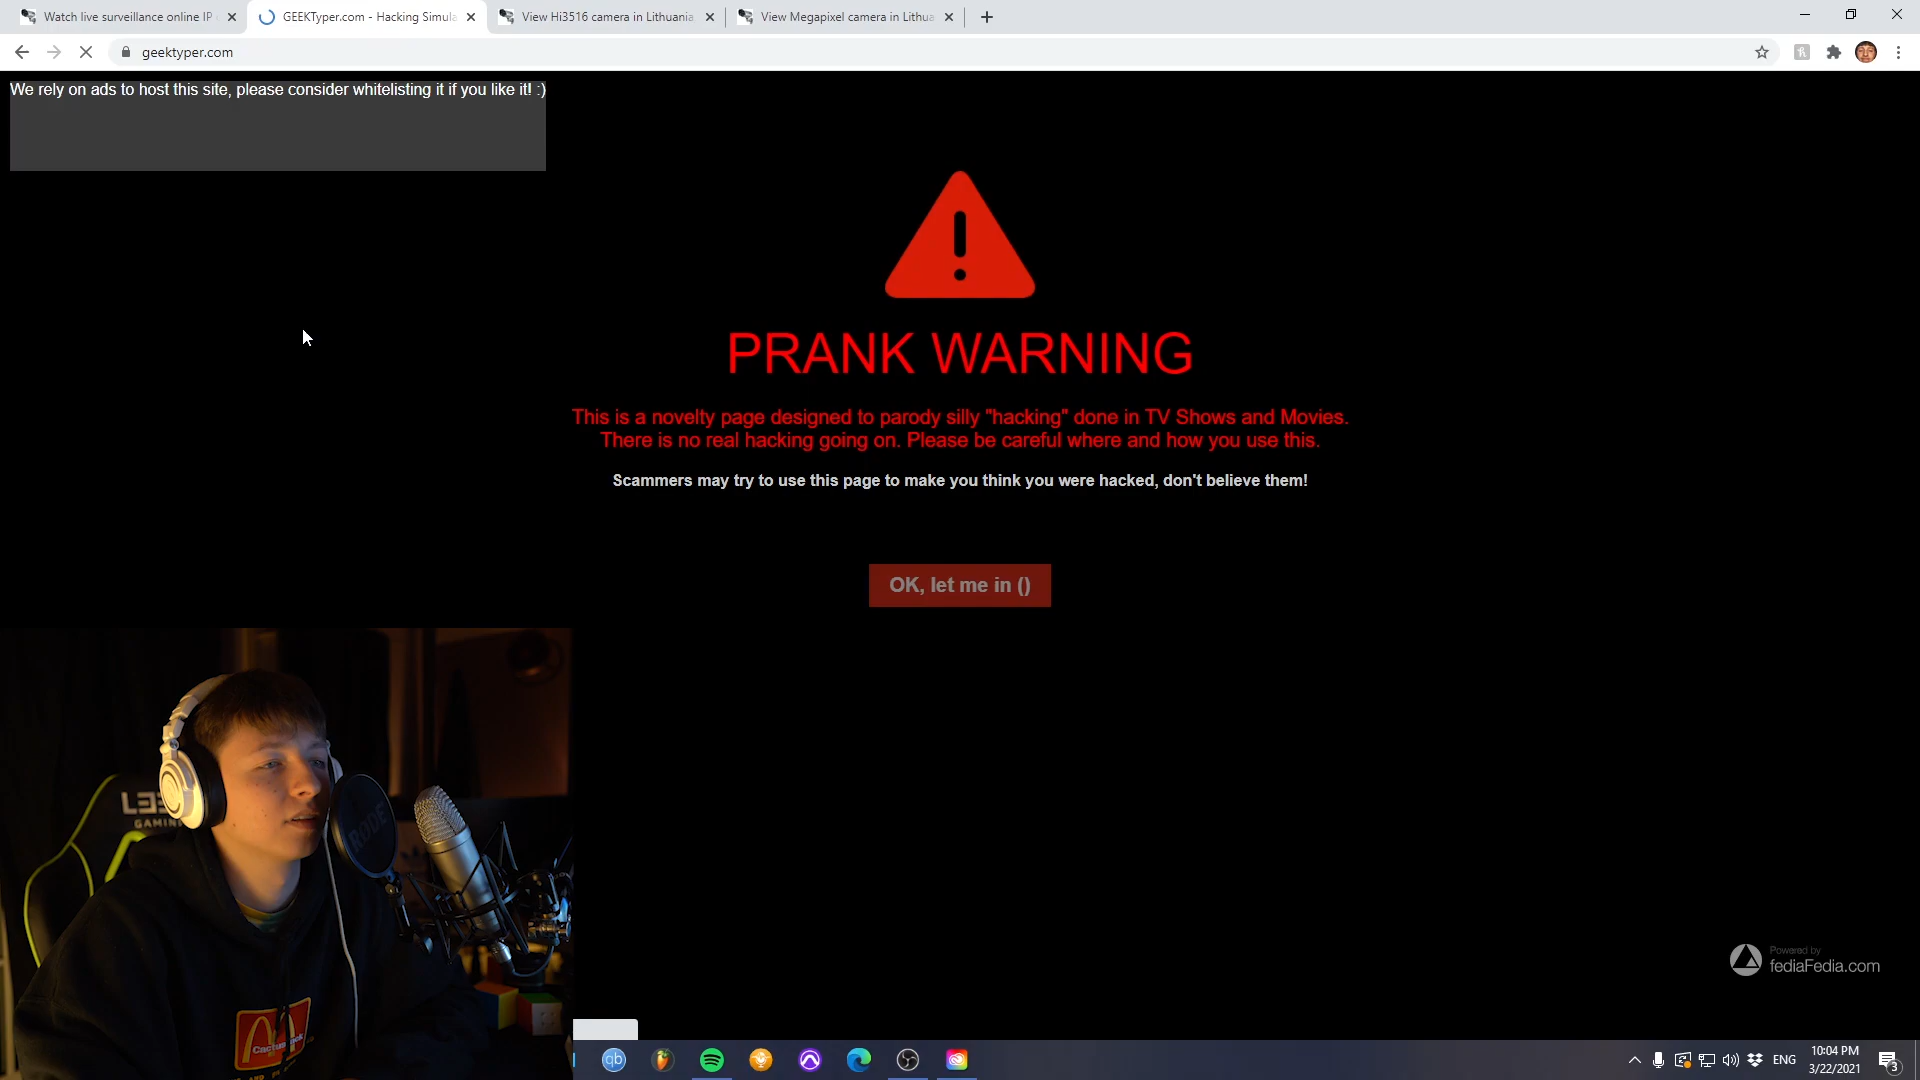 Watch live surveillance online IP
GEEKTyper.com - Hacking Simula
View Hi3516 camera in Lithuania
View Megapixel camera in Lithua
geektyper.com
We rely on ads to host this site, please consider whitelisting it if you like it! :)
PRANK WARNING
This is a novelty page designed to parody silly "hacking" done in TV Shows and Movies.
There is no real hacking going on. Please be careful where and how you use this.
Scammers may try to use this page to make you think you were hacked, don't believe them!
OK, let me in ()
GAMING
RØDE
Powered by
fediaFedia.com
qb
ENG
10:04 PM
3/22/2021
3